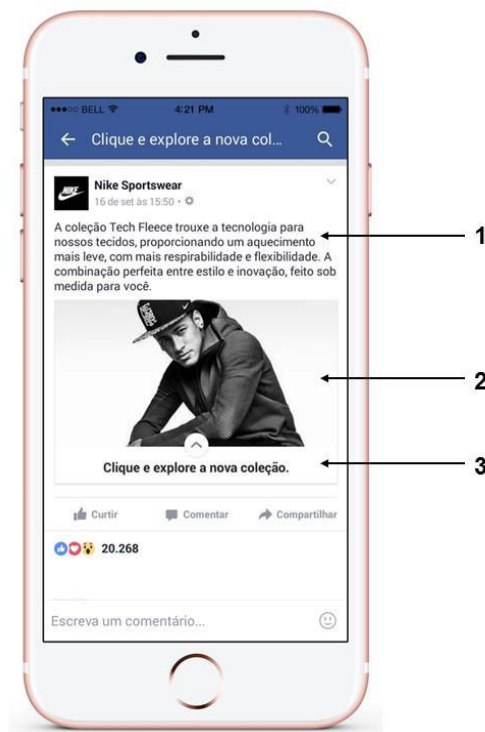 BELL 4:21 PM 100%
Clique e explore a nova col...
NIKE
Nike Sportswear
16 de set às 15:50
A coleção Tech Fleece trouxe a tecnologia para
nossos tecidos, proporcionando um aquecimento
mais leve, com mais respirabilidade e flexibilidade. A
combinação perfeita entre estilo e inovação, feito sob
medida para você.
Clique e explore a nova coleção.
Curtir Comentar Compartilhar
20.268
Escreva um comentário...
1
2
3